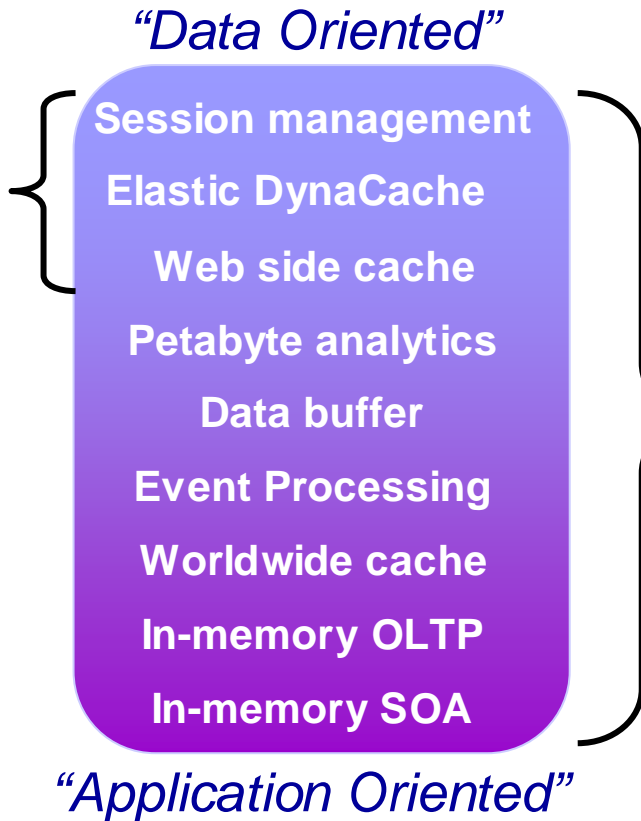 “Data Oriented”
Session management
Elastic DynaCache
Web side cache
Petabyte analytics
Data buffer
Event Processing
Worldwide cache
In-memory OLTP
In-memory SOA
“Application Oriented”